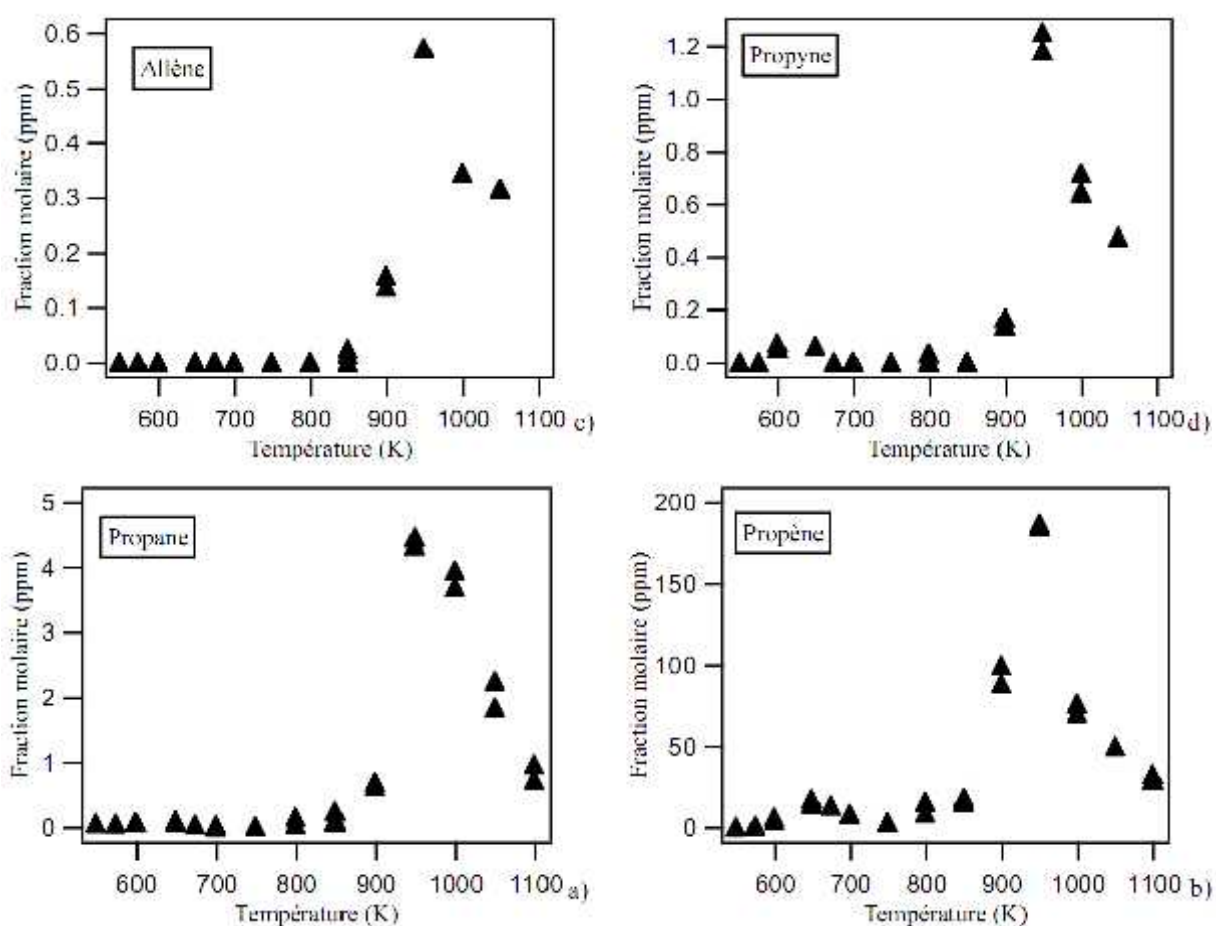 Allène
Fraction molaire (ppm)
0.6
0.5
0.4
0.3
0.2
0.1
0.0
600 700 800 900 1000 1100 c)
Température (K)
Propyne
Fraction molaire (ppm)
1.2
1.0
0.8
0.6
0.4
0.2
0.0
600 700 800 900 1000 1100 d)
Température (K)
Propane
Fraction molaire (ppm)
5
4
3
2
1
0
600 700 800 900 1000 1100 a)
Température (K)
Propène
Fraction molaire (ppm)
200
150
100
50
0
600 700 800 900 1000 1100 b)
Température (K)